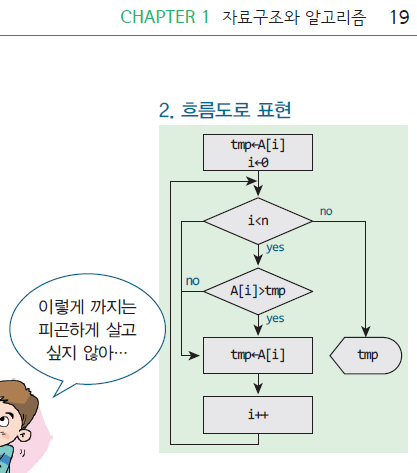 CHAPTER 1 자료구조와 알고리즘 19
2. 흐름도로 표현
tmp←A[i]
i←0
i<n
no
yes
no
A[i]>tmp
yes
이렇게 까지는
피곤하게 살고
싶지 않아…
tmp←A[i]
tmp
i++